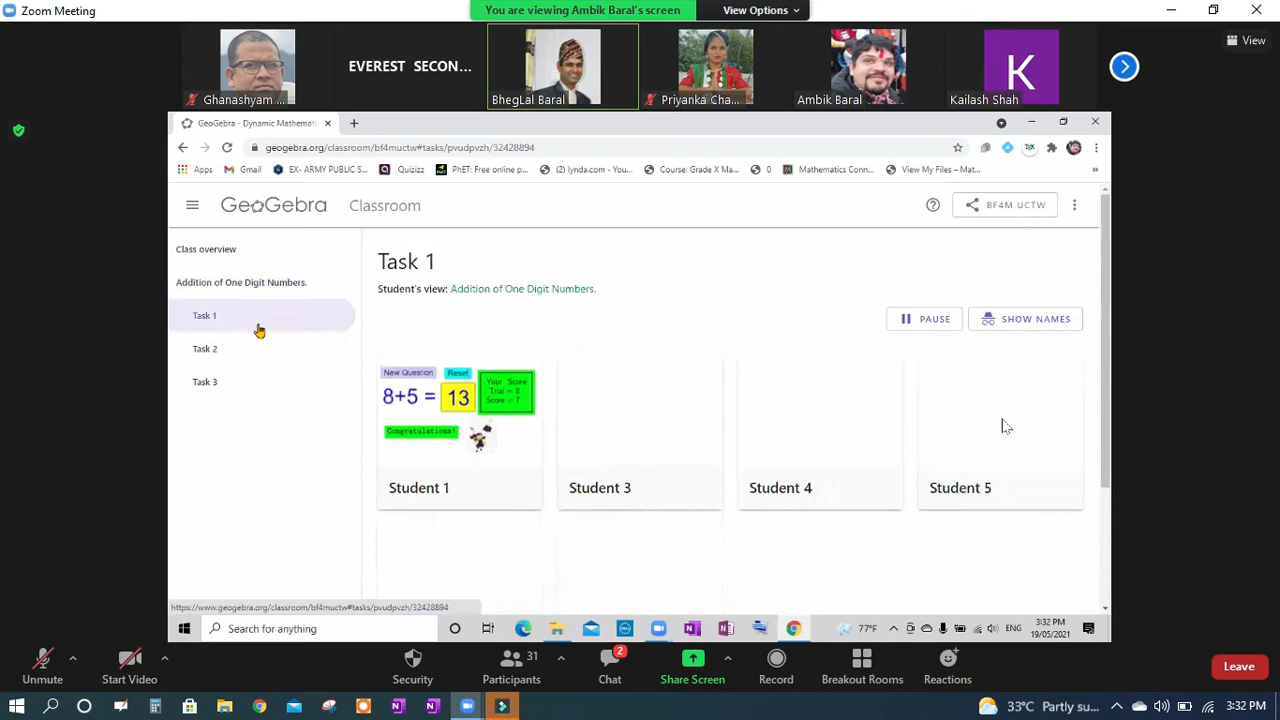 Zoom Meeting
You are viewing Ambik Baral's screen
View Options
View
Ghanashyam ...
EVEREST SECON...
BhegLal Baral
Priyanka Cha...
Ambik Baral
K
Kailash Shah
GeoGebra - Dynamic Mathemati
geogebra.org/classroom/bf4muctw#tasks/pvudpvzh/32428894
Apps
Gmail
EX- ARMY PUBLIC S...
Quizizz
PhET: Free online p...
(2) lynda.com - You...
Course: Grade X Ma...
0
Mathematics Conn...
View My Files – Mat...
GeoGebra
Classroom
BF4M UCTW
Class overview
Addition of One Digit Numbers.
Task 1
Task 2
Task 3
Task 1
Student's view: Addition of One Digit Numbers.
PAUSE
SHOW NAMES
New Question
Reset
8+5 = 13
Your Score
Trial = 8
Score = 7
Congratulations!
Student 1
Student 3
Student 4
Student 5
https://www.geogebra.org/classroom/bf4muctw#tasks/pvudpvzh/32428894
Search for anything
77°F
ENG
3:32 PM
19/05/2021
Unmute
Start Video
Security
31
Participants
2
Chat
Share Screen
Record
Breakout Rooms
Reactions
Leave
33°C Partly su...
3:32 PM